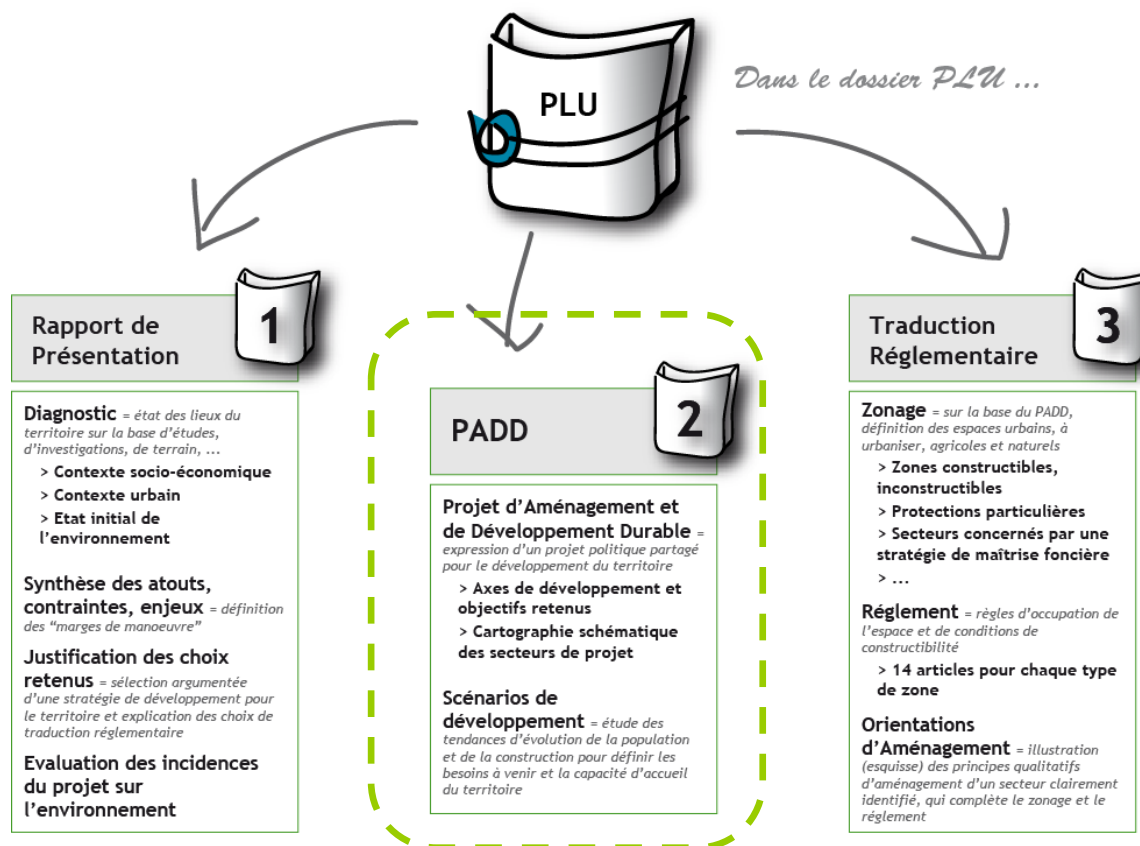 PLU
Dans le dossier PLU ...
1
Rapport de
Présentation
Diagnostic = état des lieux du
territoire sur la base d'études,
d'investigations, de terrain, ...
> Contexte socio-économique
> Contexte urbain
> Etat initial de
l'environnement
Synthèse des atouts,
contraintes, enjeux = définition
des "marges de manoeuvre"
Justification des choix
retenus = sélection argumentée
d'une stratégie de développement pour
le territoire et explication des choix de
traduction réglementaire
Evaluation des incidences
du projet sur
l'environnement
2
PADD
Projet d'Aménagement et
de Développement Durable =
expression d'un projet politique partagé
pour le développement du territoire
> Axes de développement et
objectifs retenus
> Cartographie schématique
des secteurs de projet
Scénarios de
développement = étude des
tendances d'évolution de la population
et de la construction pour définir les
besoins à venir et la capacité d'accueil
du territoire
3
Traduction
Réglementaire
Zonage = sur la base du PADD,
définition des espaces urbains, à
urbaniser, agricoles et naturels
> Zones constructibles,
inconstructibles
> Protections particulières
> Secteurs concernés par une
stratégie de maîtrise foncière
> ...
Réglement = règles d'occupation de
l'espace et de conditions de
constructibilité
> 14 articles pour chaque type
de zone
Orientations
d'Aménagement = illustration
(esquisse) des principes qualitatifs
d'aménagement d'un secteur clairement
identifié, qui complète le zonage et le
réglement